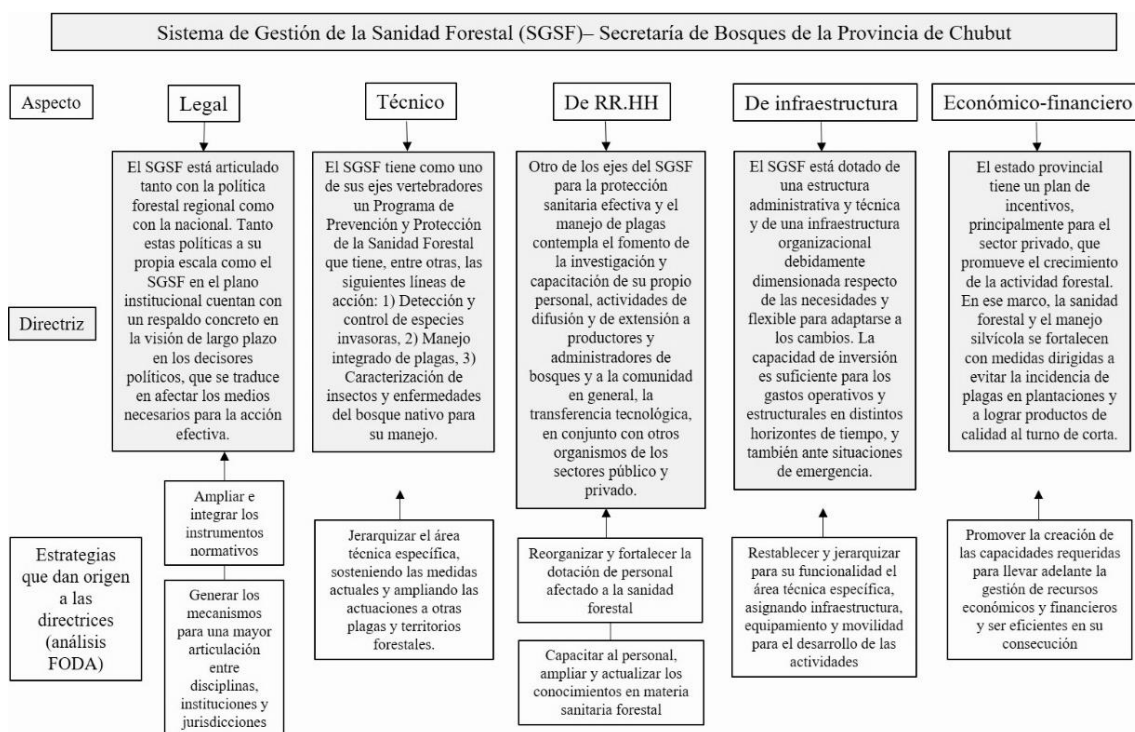 Sistema de Gestión de la Sanidad Forestal (SGSF)– Secretaría de Bosques de la Provincia de Chubut
Aspecto
Legal
Técnico
De RR.HH
De infraestructura
Económico-financiero
Directriz
El SGSF está articulado
tanto con la política
forestal regional como
con la nacional. Tanto
estas políticas a su
propia escala como el
SGSF en el plano
institucional cuentan con
un respaldo concreto en
la visión de largo plazo
en los decisores
políticos, que se traduce
en afectar los medios
necesarios para la acción
efectiva.
El SGSF tiene como uno
de sus ejes vertebradores
un Programa de
Prevención y Protección
de la Sanidad Forestal
que tiene, entre otras, las
siguientes líneas de
acción: 1) Detección y
control de especies
invasoras, 2) Manejo
integrado de plagas, 3)
Caracterización de
insectos y enfermedades
del bosque nativo para
su manejo.
Otro de los ejes del SGSF
para la protección
sanitaria efectiva y el
manejo de plagas
contempla el fomento de
la investigación y
capacitación de su propio
personal, actividades de
difusión y de extensión a
productores y
administradores de
bosques y a la comunidad
en general, la
transferencia tecnológica,
en conjunto con otros
organismos de los
sectores público y
privado.
El SGSF está dotado de
una estructura
administrativa y técnica
y de una infraestructura
organizacional
debidamente
dimensionada respecto
de las necesidades y
flexible para adaptarse a
los cambios. La
capacidad de inversión
es suficiente para los
gastos operativos y
estructurales en distintos
horizontes de tiempo, y
también ante situaciones
de emergencia.
El estado provincial
tiene un plan de
incentivos,
principalmente para el
sector privado, que
promueve el crecimiento
de la actividad forestal.
En ese marco, la sanidad
forestal y el manejo
silvícola se fortalecen
con medidas dirigidas a
evitar la incidencia de
plagas en plantaciones y
a lograr productos de
calidad al turno de corta.
Estrategias
que dan origen
a las
directrices
(análisis
FODA)
Ampliar e
integrar los
instrumentos
normativos
Generar los
mecanismos
para una mayor
articulación
entre
disciplinas,
instituciones y
jurisdicciones
Jerarquizar el área
técnica específica,
sosteniendo las medidas
actuales y ampliando las
actuaciones a otras
plagas y territorios
forestales.
Reorganizar y fortalecer la
dotación de personal
afectado a la sanidad
forestal
Capacitar al personal,
ampliar y actualizar los
conocimientos en materia
sanitaria forestal
Restablecer y jerarquizar
para su funcionalidad el
área técnica específica,
asignando infraestructura,
equipamiento y movilidad
para el desarrollo de las
actividades
Promover la creación de
las capacidades requeridas
para llevar adelante la
gestión de recursos
económicos y financieros
y ser eficientes en su
consecución